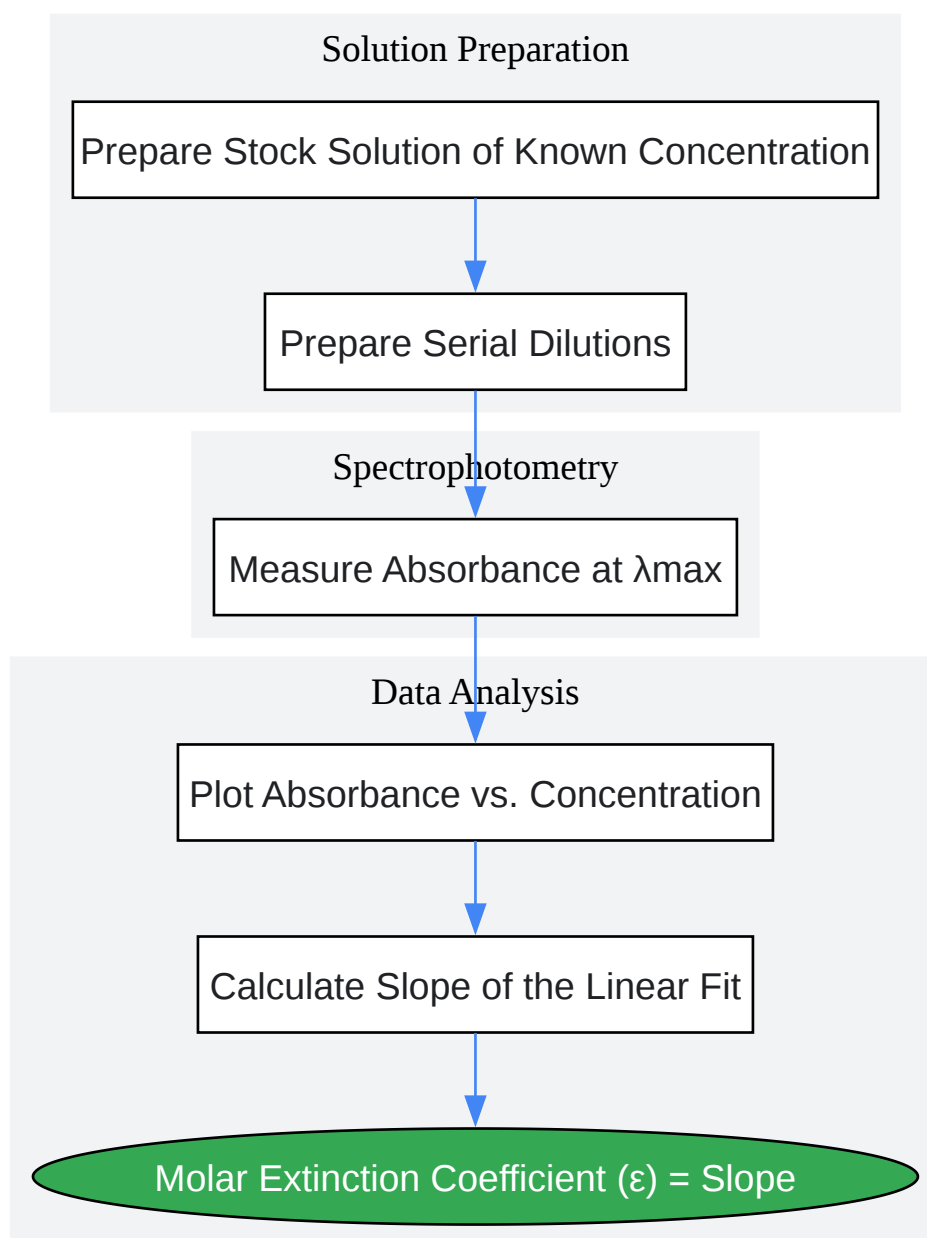 Solution Preparation
Prepare Stock Solution of Known Concentration
Prepare Serial Dilutions
Spectrophotometry
Measure Absorbance at λmax
Data Analysis
Plot Absorbance vs. Concentration
Calculate Slope of the Linear Fit
Molar Extinction Coefficient (ε) = Slope